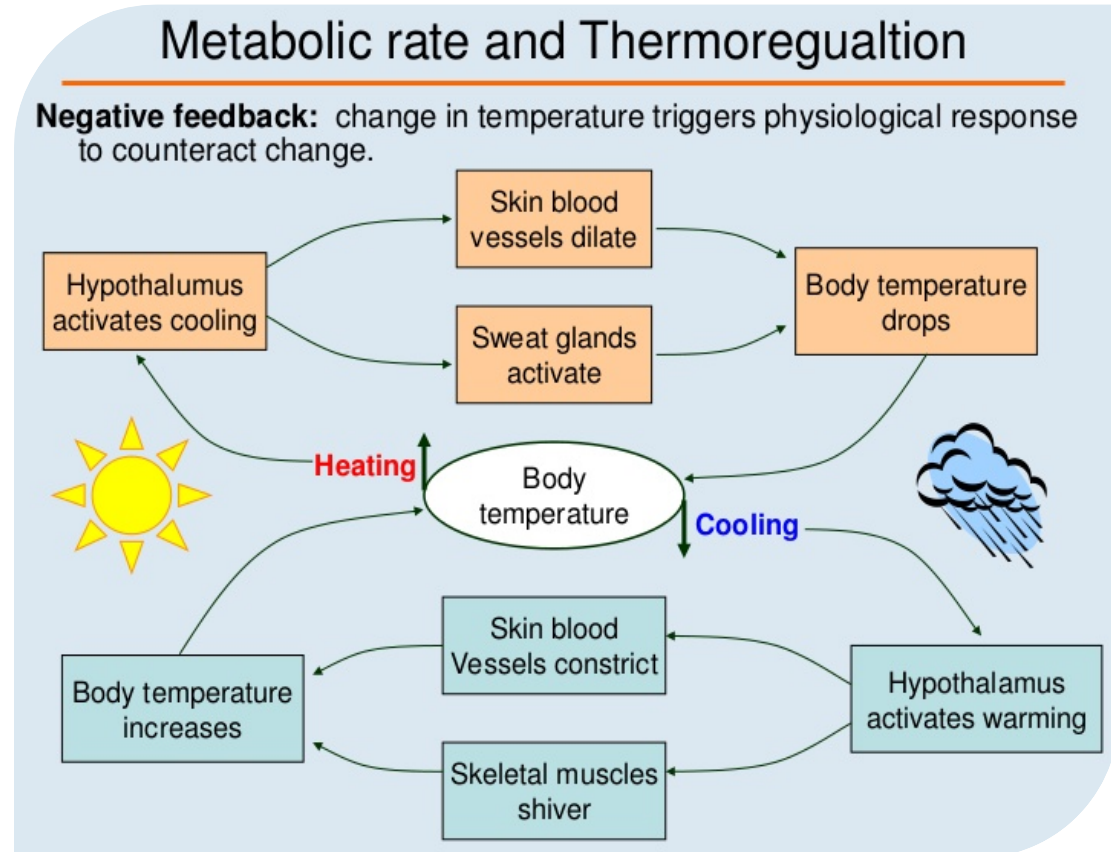 Metabolic rate and Thermoregualtion
Negative feedback: change in temperature triggers physiological response
to counteract change.
Skin blood
vessels dilate
Hypothalumus
activates cooling
Sweat glands
activate
Body temperature
drops
Heating
Body
temperature
Cooling
Skin blood
Vessels constrict
Body temperature
increases
Hypothalamus
activates warming
Skeletal muscles
shiver